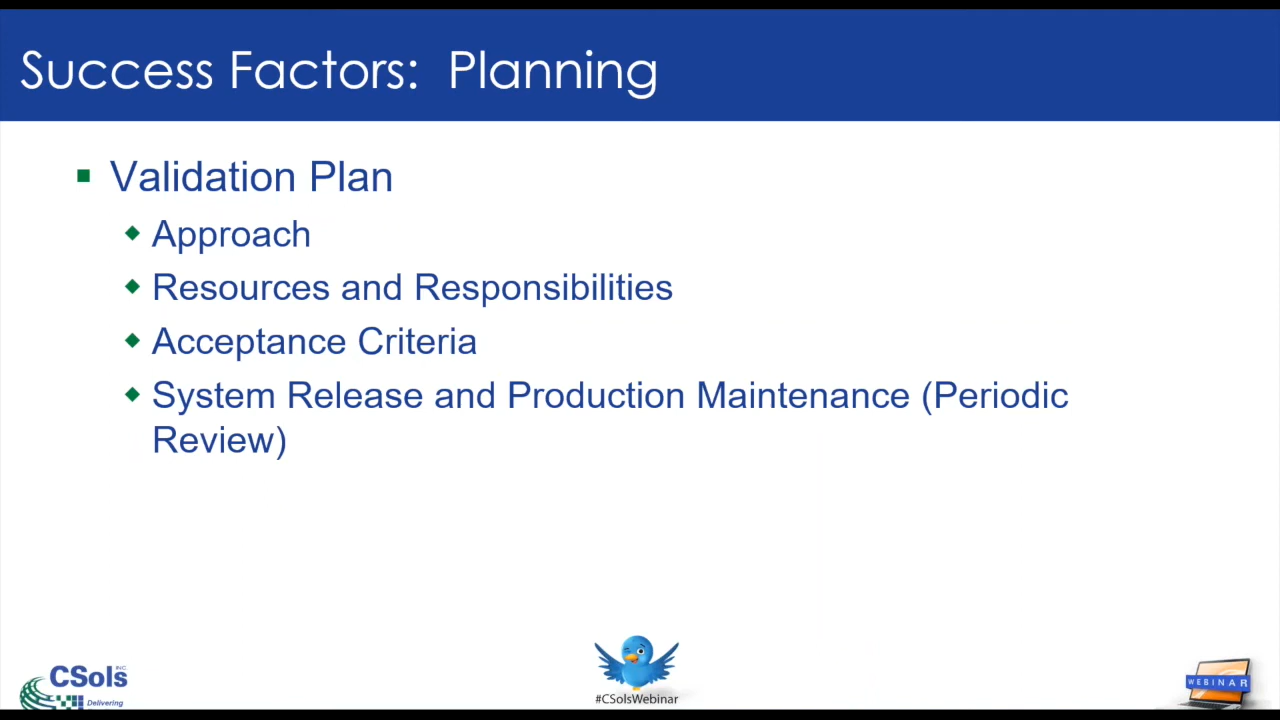 Success Factors: Planning
Validation Plan
Approach
Resources and Responsibilities
Acceptance Criteria
System Release and Production Maintenance (Periodic
Review)
CSols INC
Delivering
#CSolsWebinar
WEBINAR